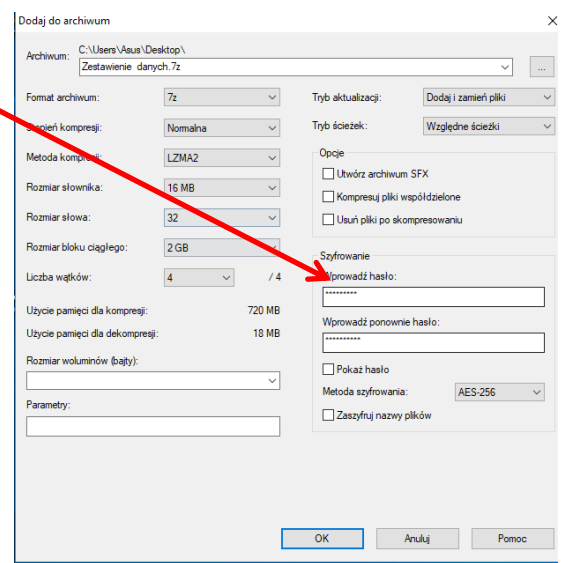 Dodaj do archiwum
Archiwum: C:\Users\Asus\Desktop\
Zestawienie danych.7z
...
Format archiwum: 7z
Stopień kompresji: Normalna
Metoda kompresji: LZMA2
Rozmiar słownika: 16 MB
Rozmiar słowa: 32
Rozmiar bloku ciągłego: 2 GB
Liczba wątków: 4 / 4
Użycie pamięci dla kompresji: 720 MB
Użycie pamięci dla dekompresji: 18 MB
Rozmiar woluminów (bajty):
Parametry:
Tryb aktualizacji: Dodaj i zamień pliki
Tryb ścieżek: Względne ścieżki
Opcje
Utwórz archiwum SFX
Kompresuj pliki współdzielone
Usuń pliki po skompresowaniu
Szyfrowanie
Wprowadź hasło:
*********
Wprowadź ponownie hasło:
**********
Pokaż hasło
Metoda szyfrowania: AES-256
Zaszyfruj nazwy plików
OK Anuluj Pomoc